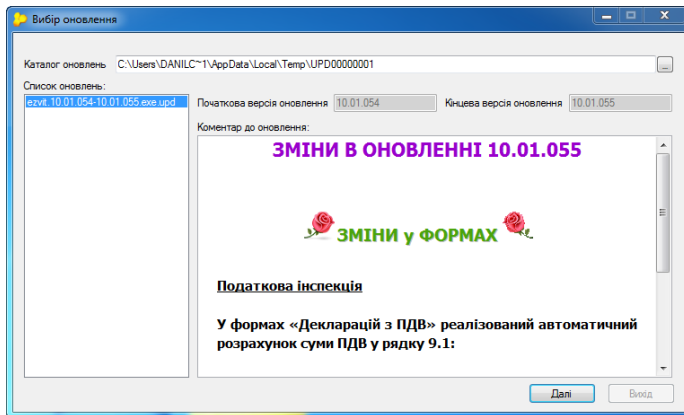 Вибір оновлення
Каталог оновлень C:\Users\DANILC~1\AppData\Local\Temp\UPD00000001 ...
Список оновлень:
ezvit.10.01.054-10.01.055.exe.upd
Початкова версія оновлення 10.01.054 Кінцева версія оновлення 10.01.055
Коментар до оновлення:
ЗМІНИ В ОНОВЛЕННІ 10.01.055
ЗМІНИ у ФОРМАХ
Податкова інспекція
У формах «Декларацій з ПДВ» реалізований автоматичний
розрахунок суми ПДВ у рядку 9.1:
Далі Вихід